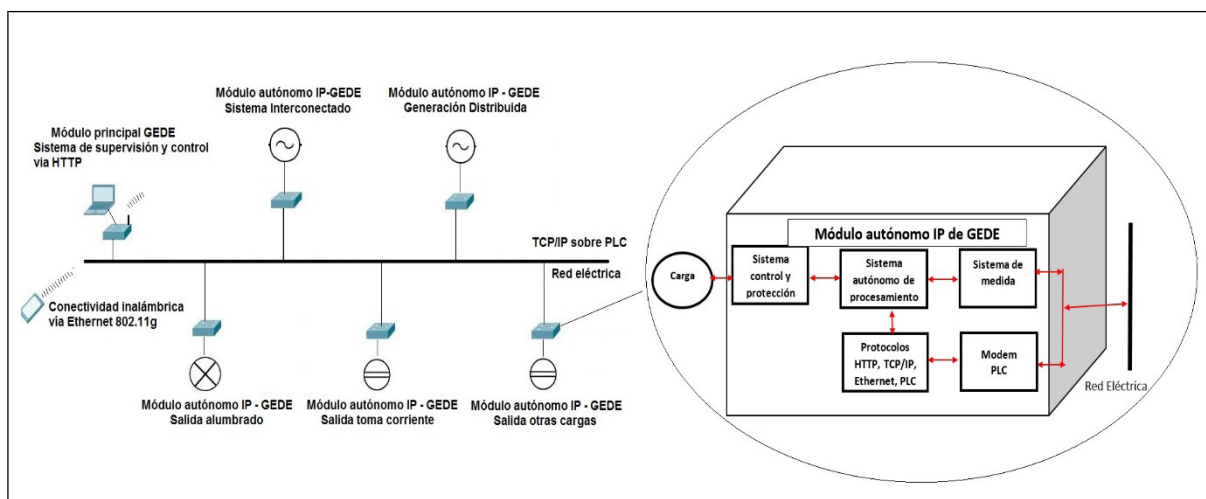 Módulo autónomo IP-GEDE
Sistema Interconectado
Módulo autónomo IP - GEDE
Generación Distribuida
Módulo principal GEDE
Sistema de supervisión y control
vía HTTP
TCP/IP sobre PLC
Red eléctrica
Conectividad inalámbrica
vía Ethernet 802.11g
Módulo autónomo IP - GEDE
Salida alumbrado
Módulo autónomo IP - GEDE
Salida toma corriente
Módulo autónomo IP - GEDE
Salida otras cargas
Módulo autónomo IP de GEDE
Carga
Sistema
control y
protección
Sistema
autónomo de
procesamiento
Sistema de
medida
Protocolos
HTTP, TCP/IP,
Ethernet, PLC
Modem
PLC
Red Eléctrica